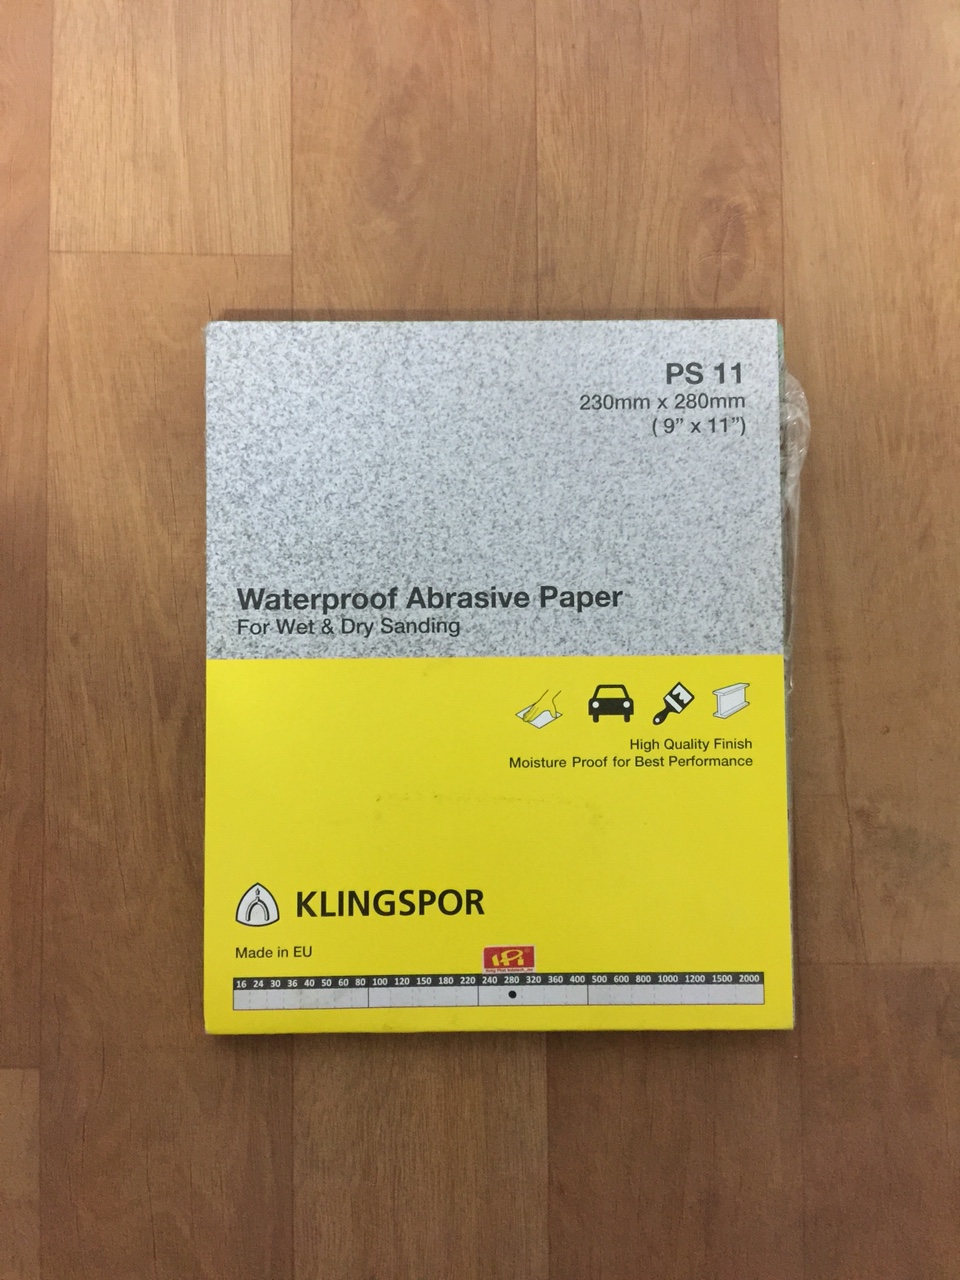 PS 11
230mm x 280mm
( 9” x 11”)
Waterproof Abrasive Paper
For Wet & Dry Sanding
High Quality Finish
Moisture Proof for Best Performance
KLINGSPOR
Made in EU
16 24 30 36 40 50 60 80 100 120 150 180 220 240 280 320 360 400 500 600 800 1000 1200 1500 2000